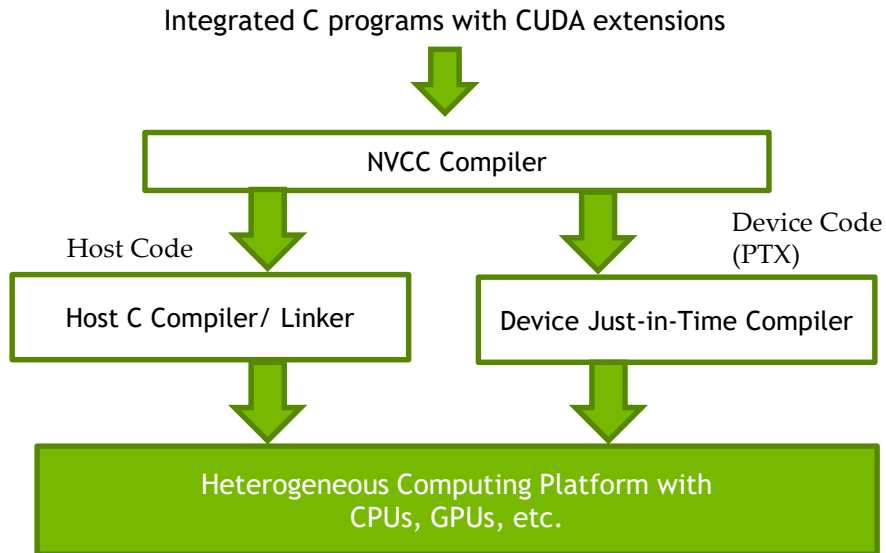 Integrated C programs with CUDA extensions
NVCC Compiler
Host Code
Device Code
(PTX)
Host C Compiler/ Linker
Device Just-in-Time Compiler
Heterogeneous Computing Platform with
CPUs, GPUs, etc.